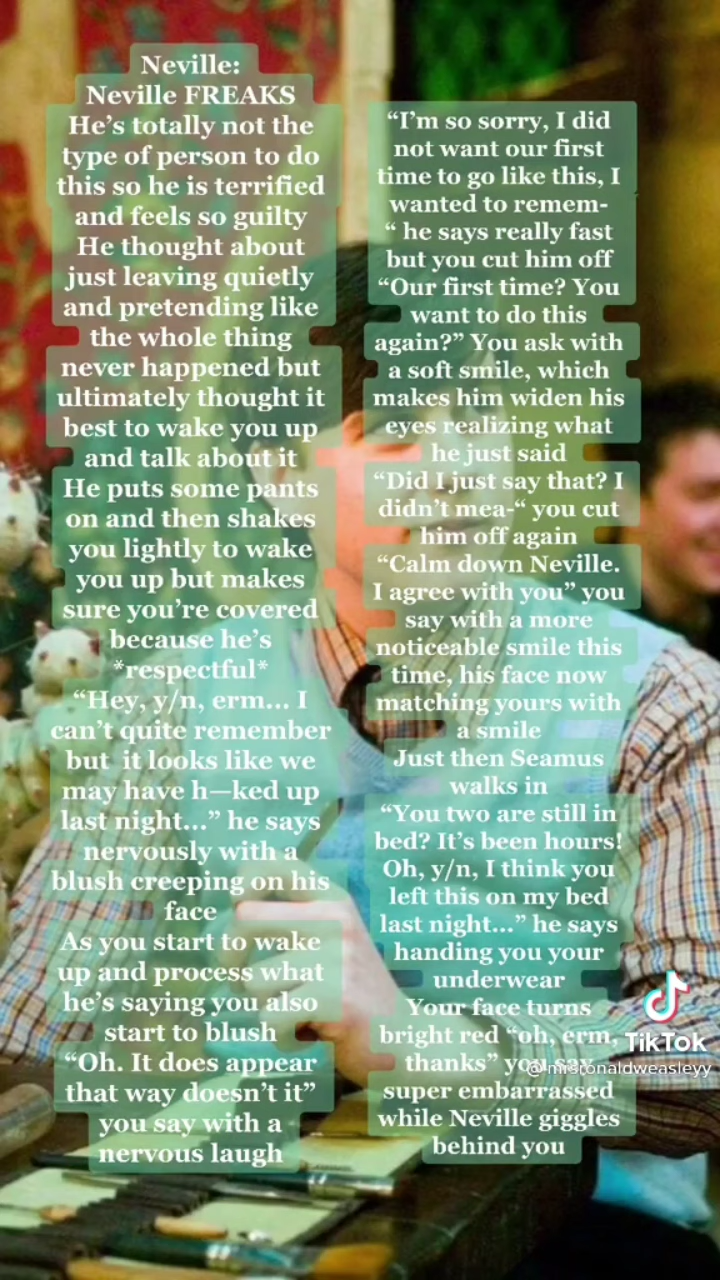 Neville:
Neville FREAKS
He’s totally not the
type of person to do
this so he is terrified
and feels so guilty
He thought about
just leaving quietly
and pretending like
the whole thing
never happened but
ultimately thought it
best to wake you up
and talk about it
He puts some pants
on and then shakes
you lightly to wake
you up but makes
sure you’re covered
because he’s
*respectful*
“Hey, y/n, erm... I
can’t quite remember
but it looks like we
may have h—ked up
last night...” he says
nervously with a
blush creeping on his
face
As you start to wake
up and process what
he’s saying you also
start to blush
“Oh. It does appear
that way doesn’t it”
you say with a
nervous laugh
“I’m so sorry, I did
not want our first
time to go like this, I
wanted to remem-
“ he says really fast
but you cut him off
“Our first time? You
want to do this
again?” You ask with
a soft smile, which
makes him widen his
eyes realizing what
he just said
“Did I just say that? I
didn’t mea-“ you cut
him off again
“Calm down Neville.
I agree with you” you
say with a more
noticeable smile this
time, his face now
matching yours with
a smile
Just then Seamus
walks in
“You two are still in
bed? It’s been hours!
Oh, y/n, I think you
left this on my bed
last night...” he says
handing you your
underwear
Your face turns
bright red “oh, erm,
thanks” you say
super embarrassed
while Neville giggles
behind you
TikTok
@mrsronaldweasleyy